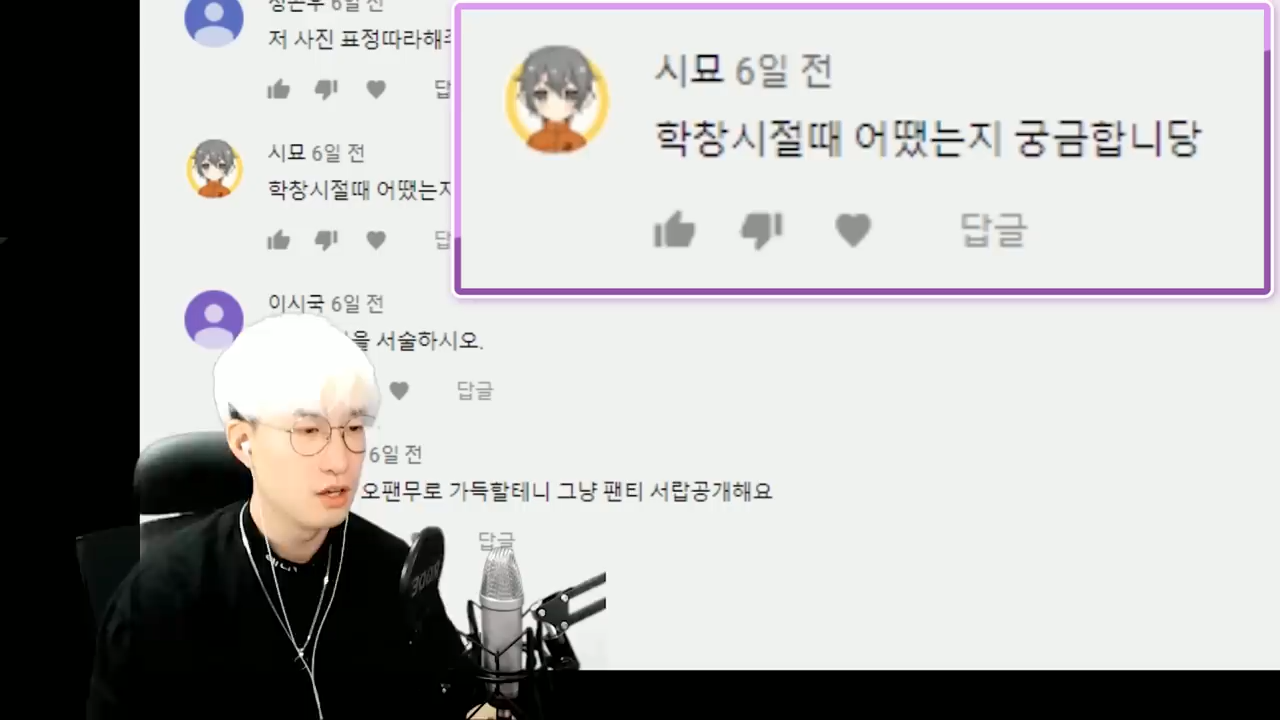 6일 전
저 사진 표정따라해
답
시묘 6일 전
학창시절때 어땠는지
답
이시국 6일 전
을 서술하시오.
답글
6일 전
오팬무로 가득할테니 그냥 팬티 서랍공개해요
답글
시묘 6일 전
학창시절때 어땠는지 궁금합니당
답글